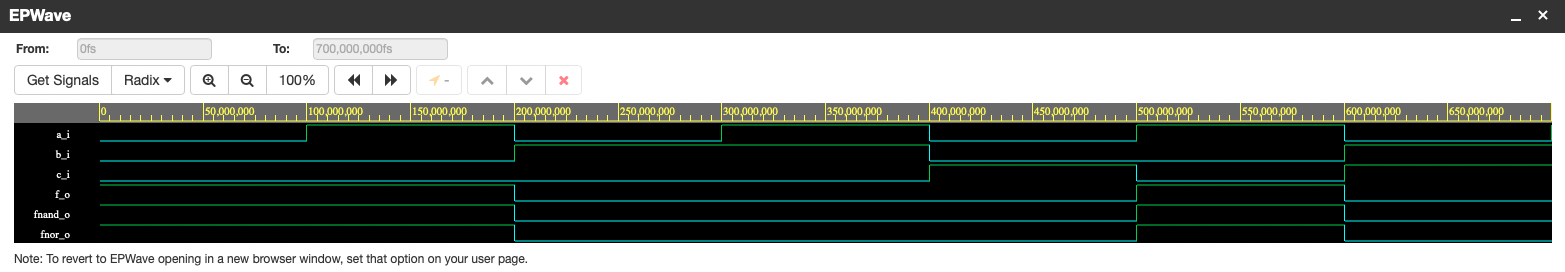 EPWave
From: 0fs To: 700,000,000fs
Get Signals Radix 100% -
0 50,000,000 100,000,000 150,000,000 200,000,000 250,000,000 300,000,000 350,000,000 400,000,000 450,000,000 500,000,000 550,000,000 600,000,000 650,000,000
a_i
b_i
c_i
f_o
fnand_o
fnor_o
Note: To revert to EPWave opening in a new browser window, set that option on your user page.